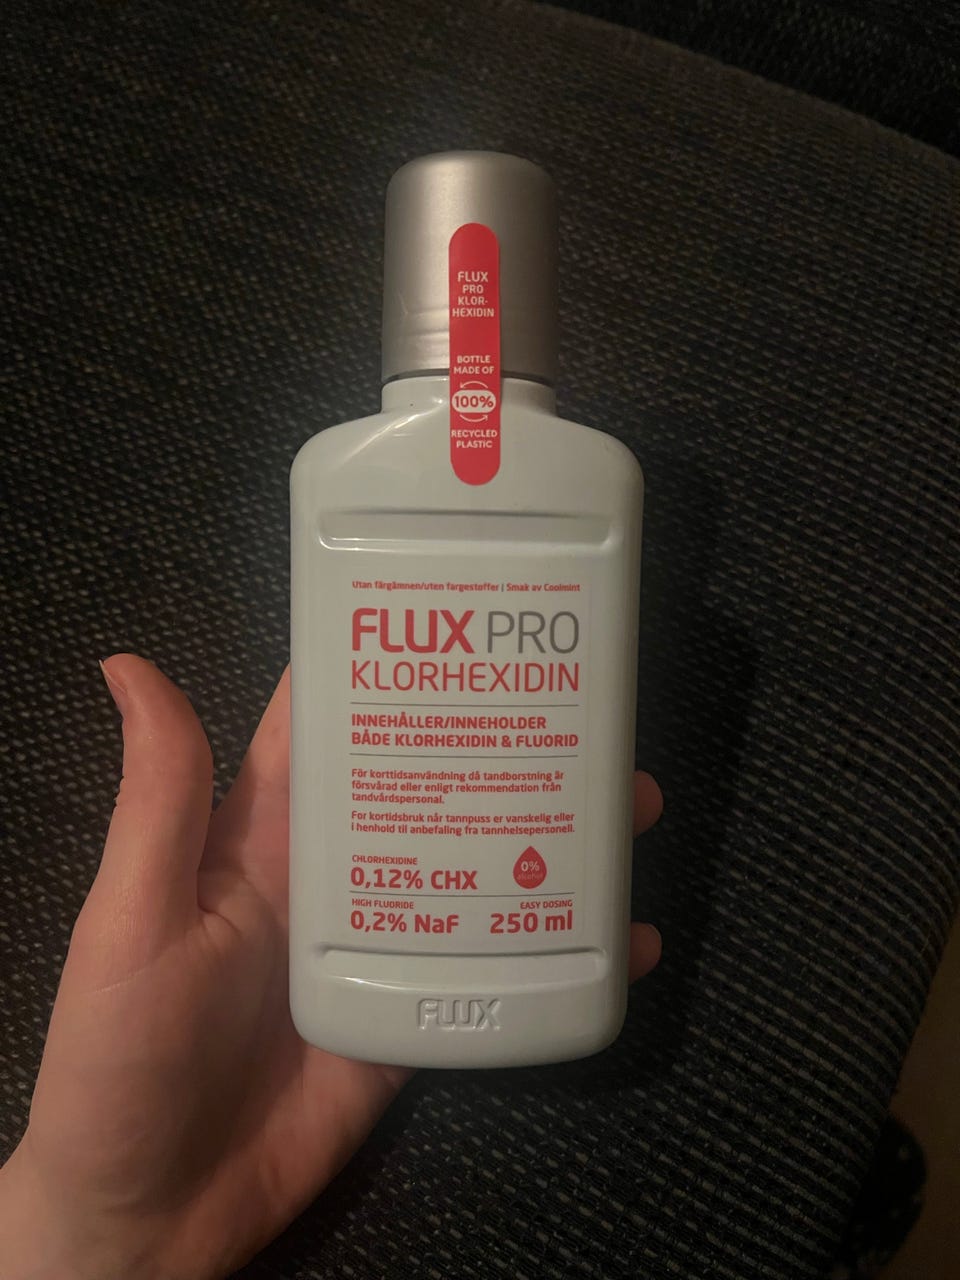 FLUX
PRO
KLOR-
HEXIDIN
BOTTLE
MADE OF
100%
RECYCLED
PLASTIC
Utan färgämnen/uten fargestoffer | Smak av Coolmint
FLUX PRO
KLORHEXIDIN
INNEHÅLLER/INNEHOLDER
BÅDE KLORHEXIDIN & FLUORID
För korttidsanvändning då tandborstning är
försvårad eller enligt rekommendation från
tandvårdspersonal.
For kortidsbruk når tannpuss er vanskelig eller
i henhold til anbefaling fra tannhelsepersonell.
CHLORHEXIDINE
0,12% CHX
0%
alcohol
HIGH FLUORIDE
0,2% NaF
EASY DOSING
250 ml
FLUX